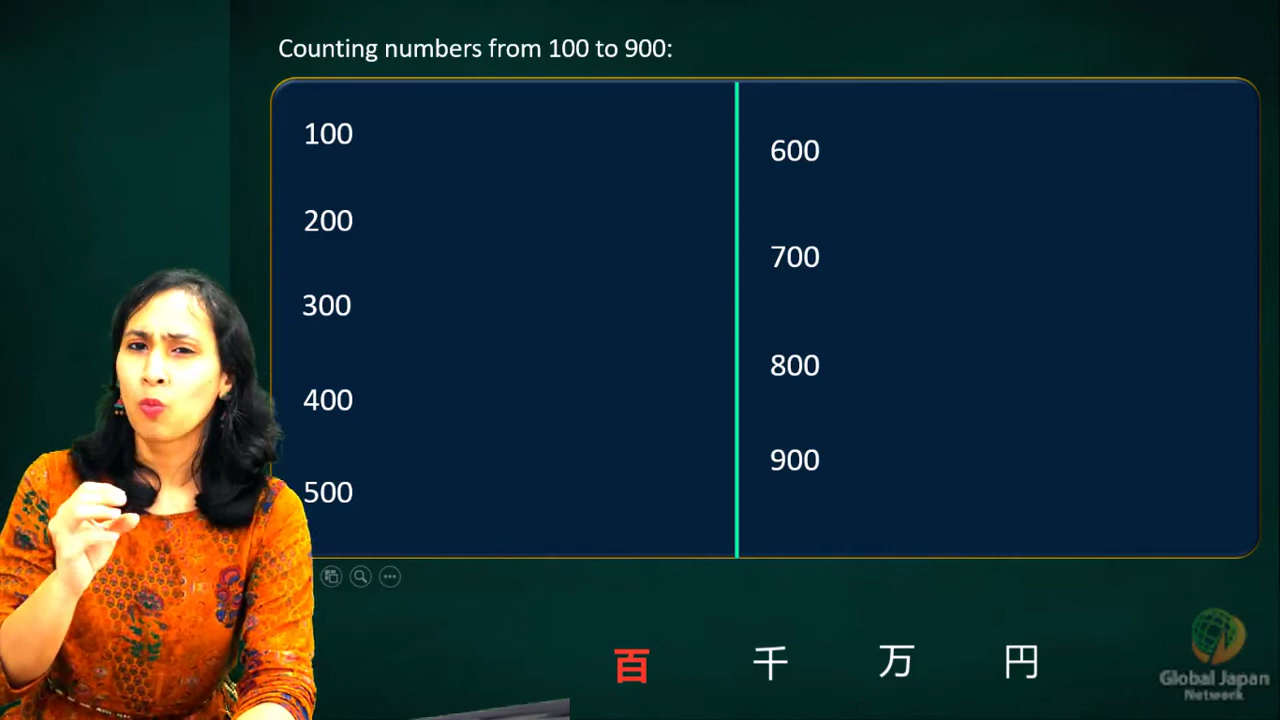 Counting numbers from 100 to 900:
100
200
300
400
500
600
700
800
900
百 千 万 円
Global Japan
Network